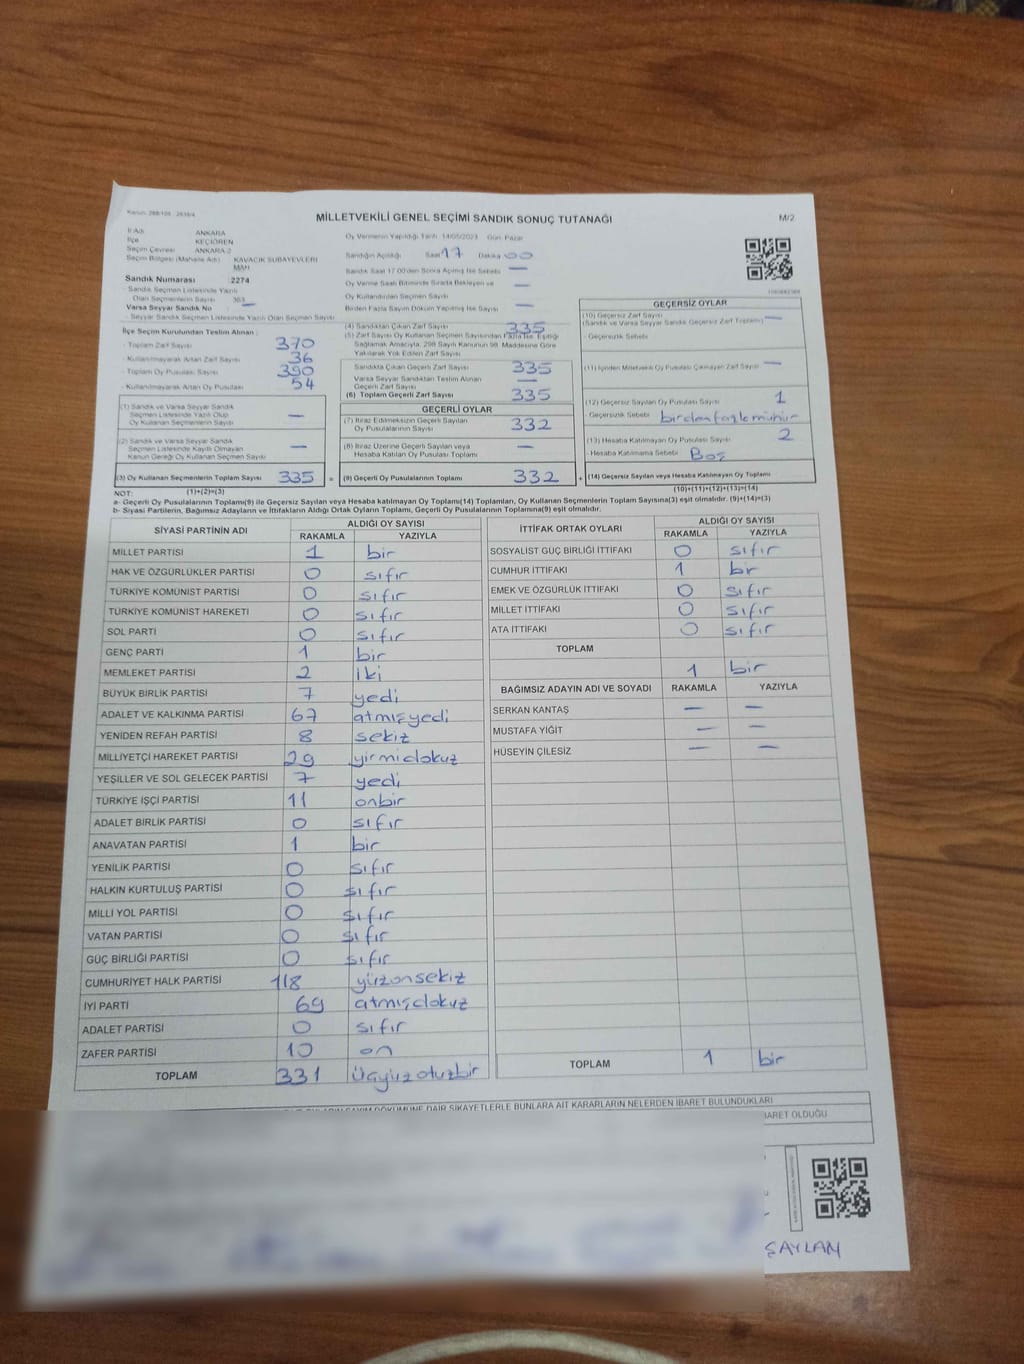 Kanun: 298/105 - 2839/4
MİLLETVEKİLİ GENEL SEÇİMİ SANDIK SONUÇ TUTANAĞI
M/2
İl Adı ANKARA
İlçe KEÇİÖREN
Seçim Çevresi ANKARA 2
Seçim Bölgesi (Mahalle Adı) KAVACIK SUBAYEVLERİ MAH
Sandık Numarası 2274
- Sandık Seçmen Listesinde Yazılı
Olan Seçmenlerin Sayısı 363
Varsa Seyyar Sandık No —
- Seyyar Sandık Seçmen Listesinde Yazılı Olan Seçmen Sayısı
Oy Vermenin Yapıldığı Tarih 14/05/2023 Gün: Pazar
Sandığın Açıldığı Saat 17 Dakika 00
Sandık Saat 17:00'den Sonra Açılmış İse Sebebi —
Oy Verme Saati Bitiminde Sırada Bekleyen ve —
Oy Kullandırılan Seçmen Sayısı
Birden Fazla Sayım Döküm Yapılmış İse Sayısı —
İlçe Seçim Kurulundan Teslim Alınan :
- Toplam Zarf Sayısı 370
- Kullanılmayarak Artan Zarf Sayısı 36
- Toplam Oy Pusulası Sayısı 390
- Kullanılmayarak Artan Oy Pusulası 54
(1) Sandık ve Varsa Seyyar Sandık
Seçmen Listesinde Yazılı Olup
Oy Kullanan Seçmenlerin Sayısı —
(2) Sandık ve Varsa Seyyar Sandık
Seçmen Listesinde Kayıtlı Olmayan
Kanun Gereği Oy Kullanan Seçmen Sayısı —
(3) Oy Kullanan Seçmenlerin Toplam Sayısı 335 =
(1)+(2)=(3)
(4) Sandıktan Çıkan Zarf Sayısı 335
(5) Zarf Sayısı Oy Kullanan Seçmen Sayısından Fazla İse, Eşitliği
Sağlamak Amacıyla, 298 Sayılı Kanunun 98. Maddesine Göre
Yakılarak Yok Edilen Zarf Sayısı
Sandıkta Çıkan Geçerli Zarf Sayısı 335
Varsa Seyyar Sandıktan Teslim Alınan
Geçerli Zarf Sayısı —
(6) Toplam Geçerli Zarf Sayısı 335
GEÇERLİ OYLAR
(7) İtiraz Edilmeksizin Geçerli Sayılan
Oy Pusulalarının Sayısı 332
(8) İtiraz Üzerine Geçerli Sayılan veya
Hesaba Katılan Oy Pusulası Toplamı —
(9) Geçerli Oy Pusulalarının Toplamı 332 +
GEÇERSİZ OYLAR
(10) Geçersiz Zarf Sayısı
(Sandık ve Varsa Seyyar Sandık Geçersiz Zarf Toplamı) —
- Geçersizlik Sebebi
(11) İçinden Milletvekili Oy Pusulası Çıkmayan Zarf Sayısı —
(12) Geçersiz Sayılan Oy Pusulası Sayısı 1
- Geçersizlik Sebebi birden fazla mühür
(13) Hesaba Katılmayan Oy Pusulası Sayısı 2
- Hesaba Katılmama Sebebi Boş
(14) Geçersiz Sayılan veya Hesaba Katılmayan Oy Toplamı
(10)+(11)+(12)+(13)=(14)
NOT:
a- Geçerli Oy Pusulalarının Toplamı(9) ile Geçersiz Sayılan veya Hesaba katılmayan Oy Toplamı(14) Toplamları, Oy Kullanan Seçmenlerin Toplam Sayısına(3) eşit olmalıdır. (9)+(14)=(3)
b- Siyasi Partilerin, Bağımsız Adayların ve İttifakların Aldığı Ortak Oyların Toplamı, Geçerli Oy Pusulalarının Toplamına(9) eşit olmalıdır.
SİYASİ PARTİNİN ADI ALDIĞI OY SAYISI
RAKAMLA YAZIYLA
MİLLET PARTİSİ 1 bir
HAK VE ÖZGÜRLÜKLER PARTİSİ 0 sıfır
TÜRKİYE KOMÜNİST PARTİSİ 0 sıfır
TÜRKİYE KOMÜNİST HAREKETİ 0 sıfır
SOL PARTİ 0 sıfır
GENÇ PARTİ 1 bir
MEMLEKET PARTİSİ 2 iki
BÜYÜK BİRLİK PARTİSİ 7 yedi
ADALET VE KALKINMA PARTİSİ 67 atmışyedi
YENİDEN REFAH PARTİSİ 8 sekiz
MİLLİYETÇİ HAREKET PARTİSİ 29 yirmidokuz
YEŞİLLER VE SOL GELECEK PARTİSİ 7 yedi
TÜRKİYE İŞÇİ PARTİSİ 11 onbir
ADALET BİRLİK PARTİSİ 0 sıfır
ANAVATAN PARTİSİ 1 bir
YENİLİK PARTİSİ 0 sıfır
HALKIN KURTULUŞ PARTİSİ 0 sıfır
MİLLİ YOL PARTİSİ 0 sıfır
VATAN PARTİSİ 0 sıfır
GÜÇ BİRLİĞİ PARTİSİ 0 sıfır
CUMHURİYET HALK PARTİSİ 118 yüzonsekiz
İYİ PARTİ 69 atmışdokuz
ADALET PARTİSİ 0 sıfır
ZAFER PARTİSİ 10 on
TOPLAM 331 üçyüzotuzbir
İTTİFAK ORTAK OYLARI ALDIĞI OY SAYISI
RAKAMLA YAZIYLA
SOSYALİST GÜÇ BİRLİĞİ İTTİFAKI 0 sıfır
CUMHUR İTTİFAKI 1 bir
EMEK VE ÖZGÜRLÜK İTTİFAKI 0 sıfır
MİLLET İTTİFAKI 0 sıfır
ATA İTTİFAKI 0 sıfır
TOPLAM 1 bir
BAĞIMSIZ ADAYIN ADI VE SOYADI RAKAMLA YAZIYLA
SERKAN KANTAŞ — —
MUSTAFA YİĞİT — —
HÜSEYİN ÇİLESİZ — —
TOPLAM 1 bir
DÖKÜMÜNE DAİR ŞİKAYETLERLE BUNLARA AİT KARARLARIN NELERDEN İBARET BULUNDUKLARI
İBARET OLDUĞU
ŞAYLAN